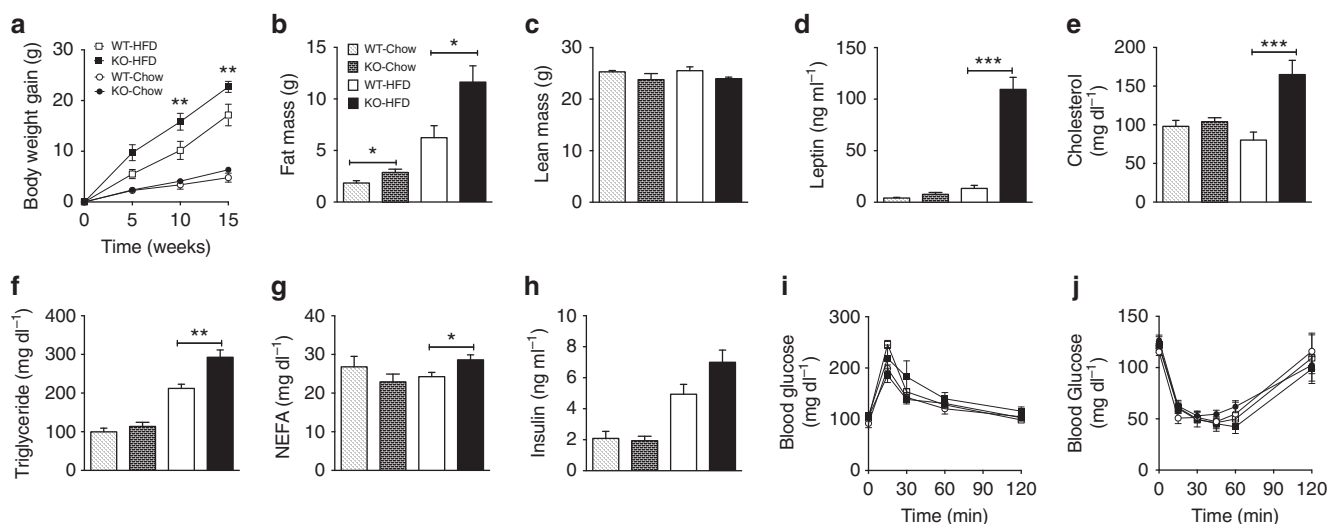 a
Body weight gain (g)
30
20
10
0
0 5 10 15
Time (weeks)
WT-HFD
KO-HFD
WT-Chow
KO-Chow
**
**
b
Fat mass (g)
15
10
5
0
WT-Chow
KO-Chow
WT-HFD
KO-HFD
*
*
c
Lean mass (g)
30
20
10
0
d
Leptin (ng ml⁻¹)
150
100
50
0
***
e
Cholesterol
(mg dl⁻¹)
200
150
100
50
0
***
f
Triglyceride (mg dl⁻¹)
400
300
200
100
0
**
g
NEFA (mg dl⁻¹)
40
30
20
10
0
*
h
Insulin (ng ml⁻¹)
10
8
6
4
2
0
i
Blood glucose
(mg dl⁻¹)
300
200
100
0
0 30 60 90 120
Time (min)
j
Blood Glucose
(mg dl⁻¹)
150
100
50
0
0 30 60 90 120
Time (min)